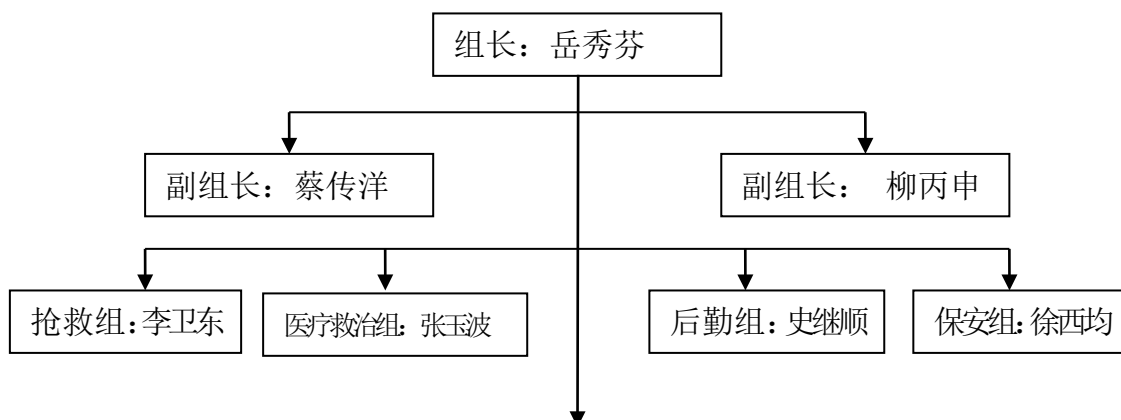 组长：岳秀芬
副组长：蔡传洋
副组长： 柳丙申
抢救组：李卫东
医疗救治组：张玉波
后勤组：史继顺
保安组：徐西均